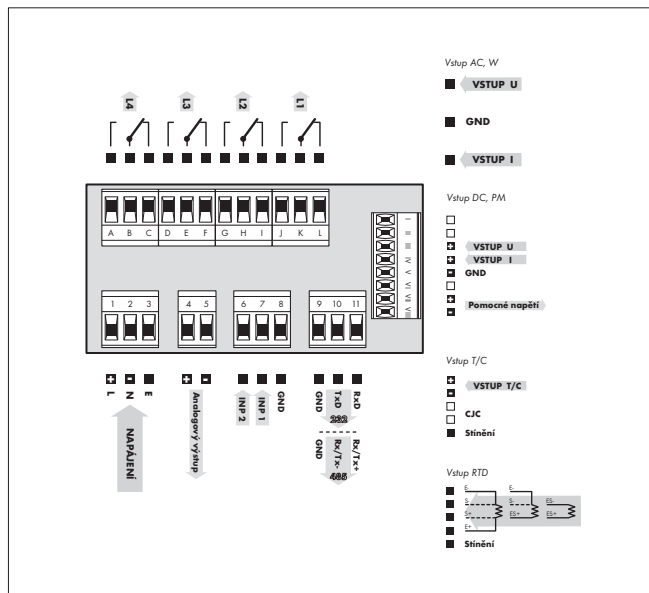 Vstup AC, W
VSTUP U
GND
VSTUP I
L4 L3 L2 L1
A B C D E F G H I J K L
I
II
III
IV
V
VI
VII
VIII
1 2 3 4 5 6 7 8 9 10 11
Vstup DC, PM
+ VSTUP U
+ VSTUP I
- GND
+
Pomocné napětí
-
Vstup T/C
+
VSTUP T/C
-
CJC
Stínění
+ - + -
L N E
NAPÁJENÍ
Analogový výstup
INP 2 INP 1 GND
GND TxD RxD
232
GND Rx/Tx- Rx/Tx+
485
Vstup RTD
E- E-
S- S- ES-
S+ ES+ ES+
E+
Stínění